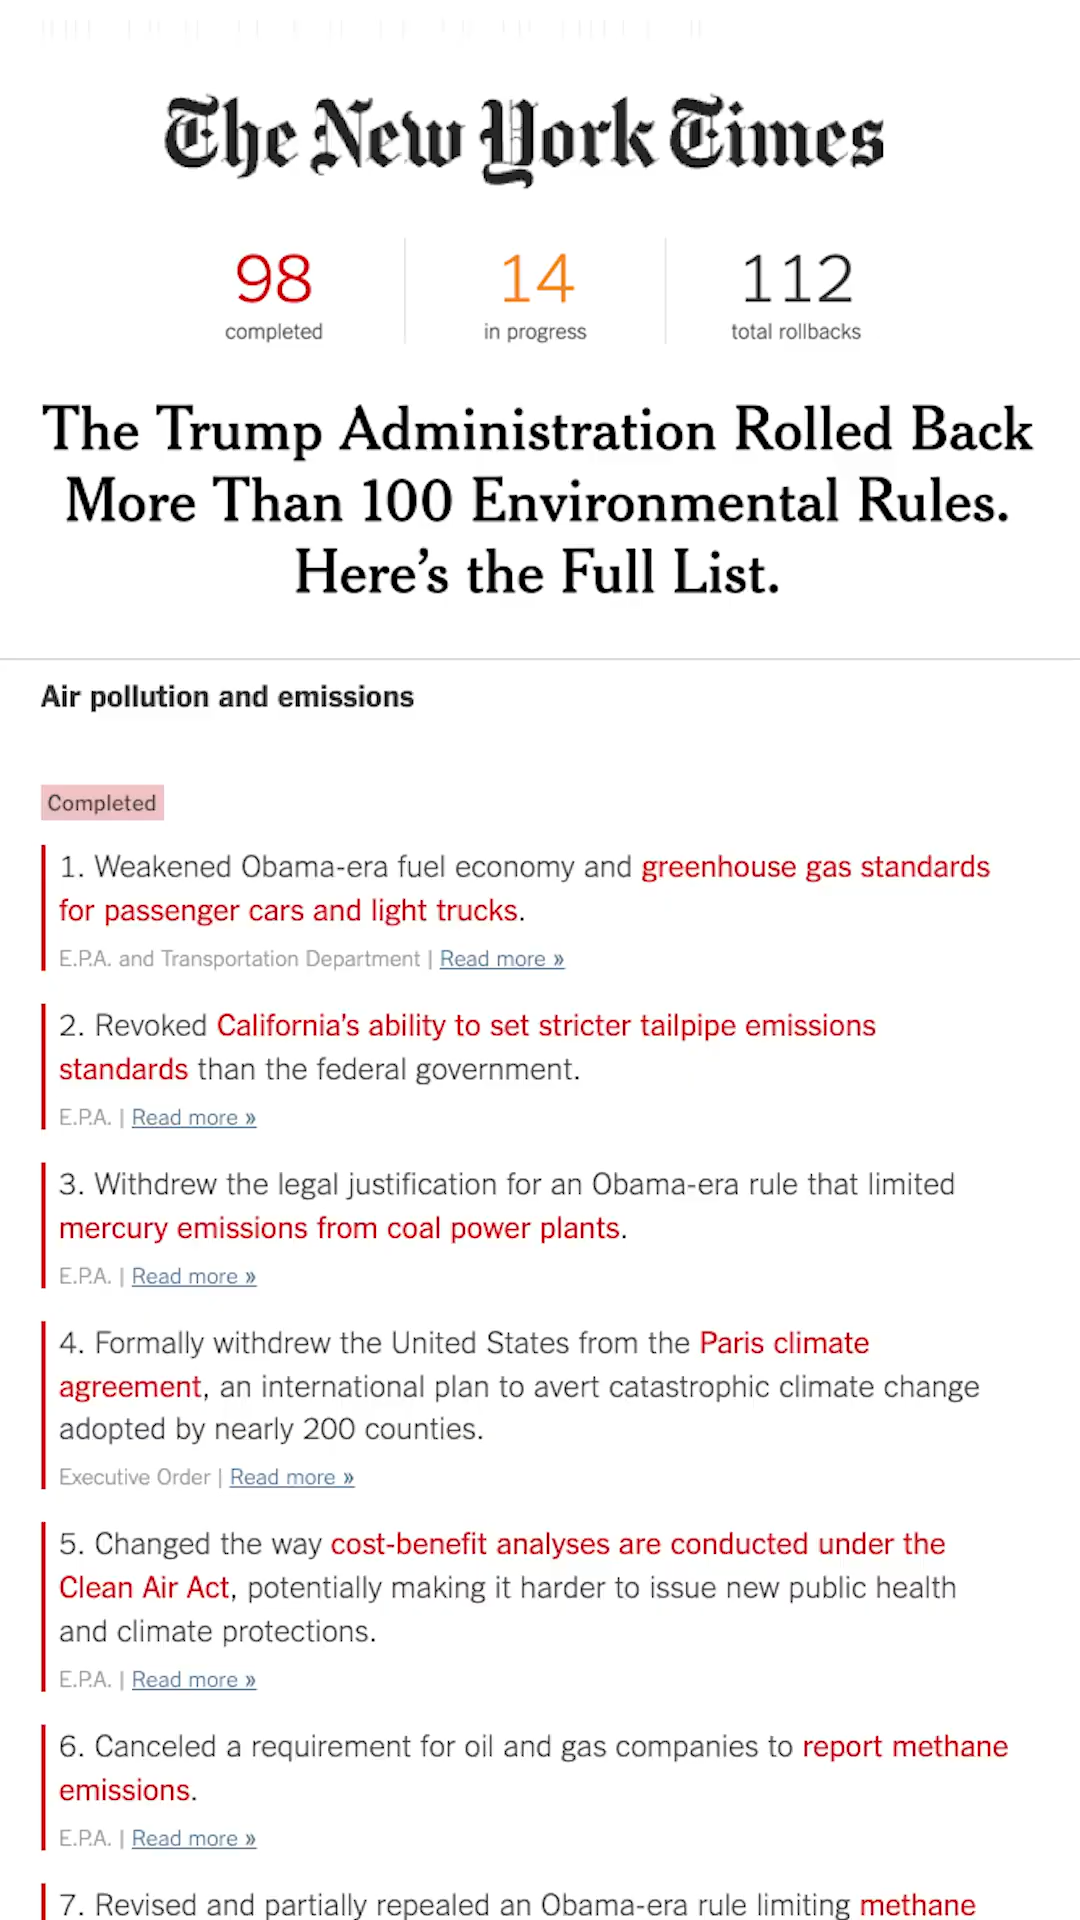 The New York Times
98
completed
14
in progress
112
total rollbacks
The Trump Administration Rolled Back
More Than 100 Environmental Rules.
Here’s the Full List.
Air pollution and emissions
Completed
1. Weakened Obama-era fuel economy and greenhouse gas standards
for passenger cars and light trucks.
E.P.A. and Transportation Department | Read more »
2. Revoked California's ability to set stricter tailpipe emissions
standards than the federal government.
E.P.A. | Read more »
3. Withdrew the legal justification for an Obama-era rule that limited
mercury emissions from coal power plants.
E.P.A. | Read more »
4. Formally withdrew the United States from the Paris climate
agreement, an international plan to avert catastrophic climate change
adopted by nearly 200 counties.
Executive Order | Read more »
5. Changed the way cost-benefit analyses are conducted under the
Clean Air Act, potentially making it harder to issue new public health
and climate protections.
E.P.A. | Read more »
6. Canceled a requirement for oil and gas companies to report methane
emissions.
E.P.A. | Read more »
7. Revised and partially repealed an Obama-era rule limiting methane